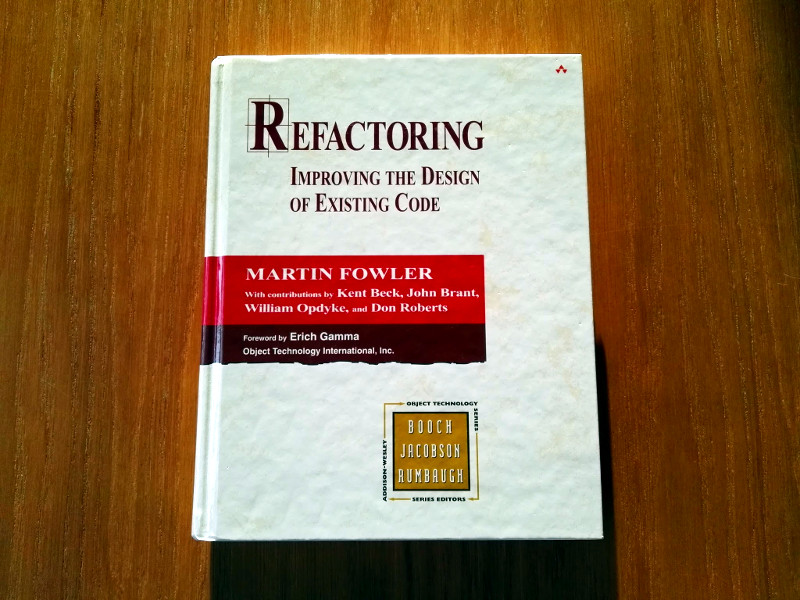 REFACTORING
IMPROVING THE DESIGN
OF EXISTING CODE
MARTIN FOWLER
With contributions by Kent Beck, John Brant,
William Opdyke, and Don Roberts
Foreword by Erich Gamma
Object Technology International, Inc.
OBJECT TECHNOLOGY
SERIES
BOOCH
JACOBSON
RUMBAUGH
ADDISON-WESLEY
SERIES EDITORS